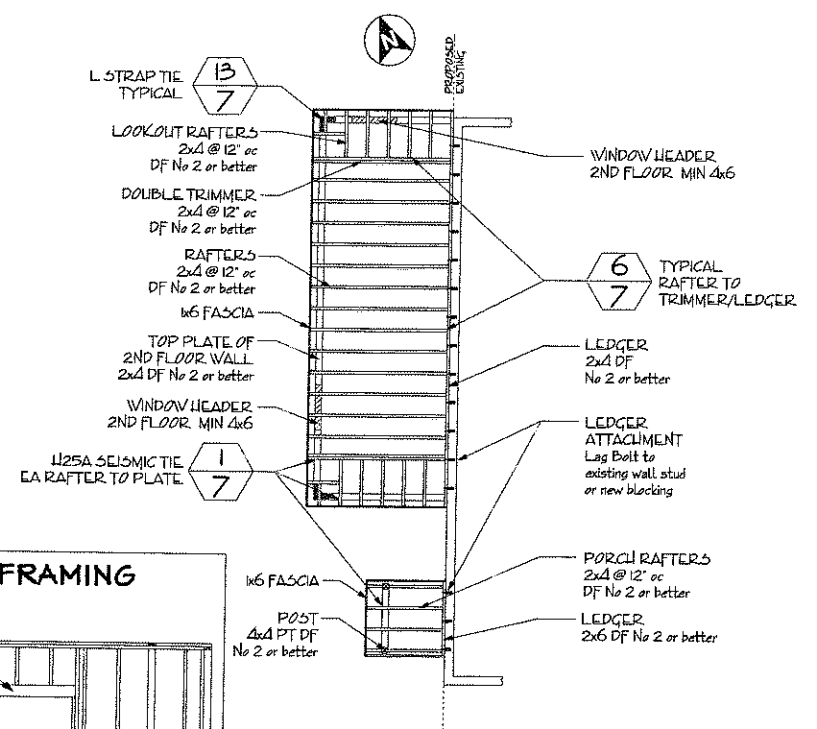 N
PROPOSED
EXISTING
L STRAP TIE
TYPICAL
13
7
LOOKOUT RAFTERS
2x4 @ 12" oc
DF No 2 or better
DOUBLE TRIMMER
2x4 @ 12" oc
DF No 2 or better
RAFTERS
2x4 @ 12" oc
DF No 2 or better
1x6 FASCIA
TOP PLATE OF
2ND FLOOR WALL
2x4 DF No 2 or better
WINDOW HEADER
2ND FLOOR MIN 4x6
H25A SEISMIC TIE
EA RAFTER TO PLATE
1
7
WINDOW HEADER
2ND FLOOR MIN 4x6
6
7
TYPICAL
RAFTER TO
TRIMMER/LEDGER
LEDGER
2x4 DF
No 2 or better
LEDGER
ATTACHMENT
Lag Bolt to
existing wall stud
or new blocking
FRAMING
1x6 FASCIA
POST
4x4 PT DF
No 2 or better
PORCH RAFTERS
2x4 @ 12" oc
DF No 2 or better
LEDGER
2x6 DF No 2 or better